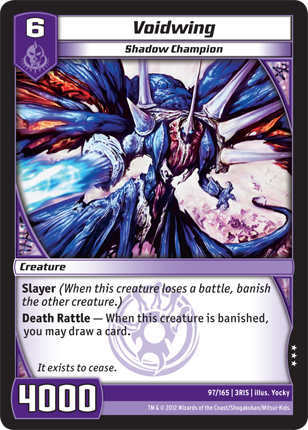 6
Voidwing
Shadow Champion
Creature
Slayer (When this creature loses a battle, banish
the other creature.)
Death Rattle — When this creature is banished,
you may draw a card.
It exists to cease.
4000
97/165 | 3RIS | illus. Yocky
TM & © 2012 Wizards of the Coast/Shogakukan/Mitsui-Kids.